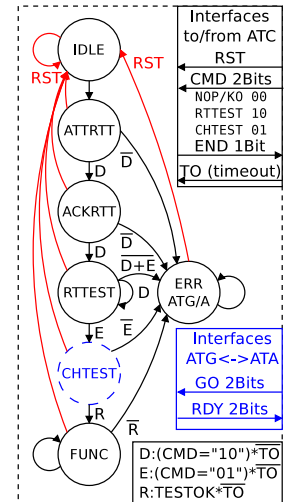 IDLE
RST
RST
ATTRTT
D̅
D
ACKRTT
D̅
D
D̅+̅E̅
RTTEST
D
ERR
ATG/A
E
E̅
CHTEST
R
R̅
FUNC
Interfaces
to/from ATC
RST
CMD 2Bits
NOP/KO 00
RTTEST 10
CHTEST 01
END 1Bit
TO (timeout)
Interfaces
ATG<->ATA
GO 2Bits
RDY 2Bits
D:(CMD="10")*T̅O̅
E:(CMD="01")*T̅O̅
R:TESTOK*T̅O̅